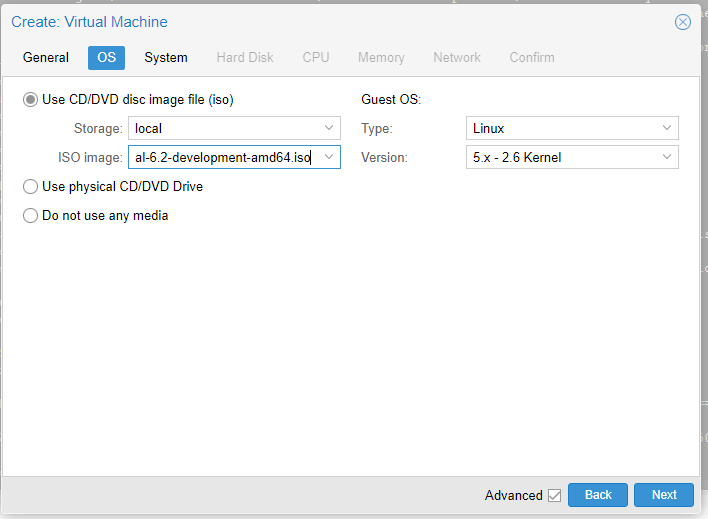 Create: Virtual Machine
General OS System Hard Disk CPU Memory Network Confirm
Use CD/DVD disc image file (iso) Guest OS:
Storage: local Type: Linux
ISO image: al-6.2-development-amd64.iso Version: 5.x - 2.6 Kernel
Use physical CD/DVD Drive
Do not use any media
Advanced Back Next